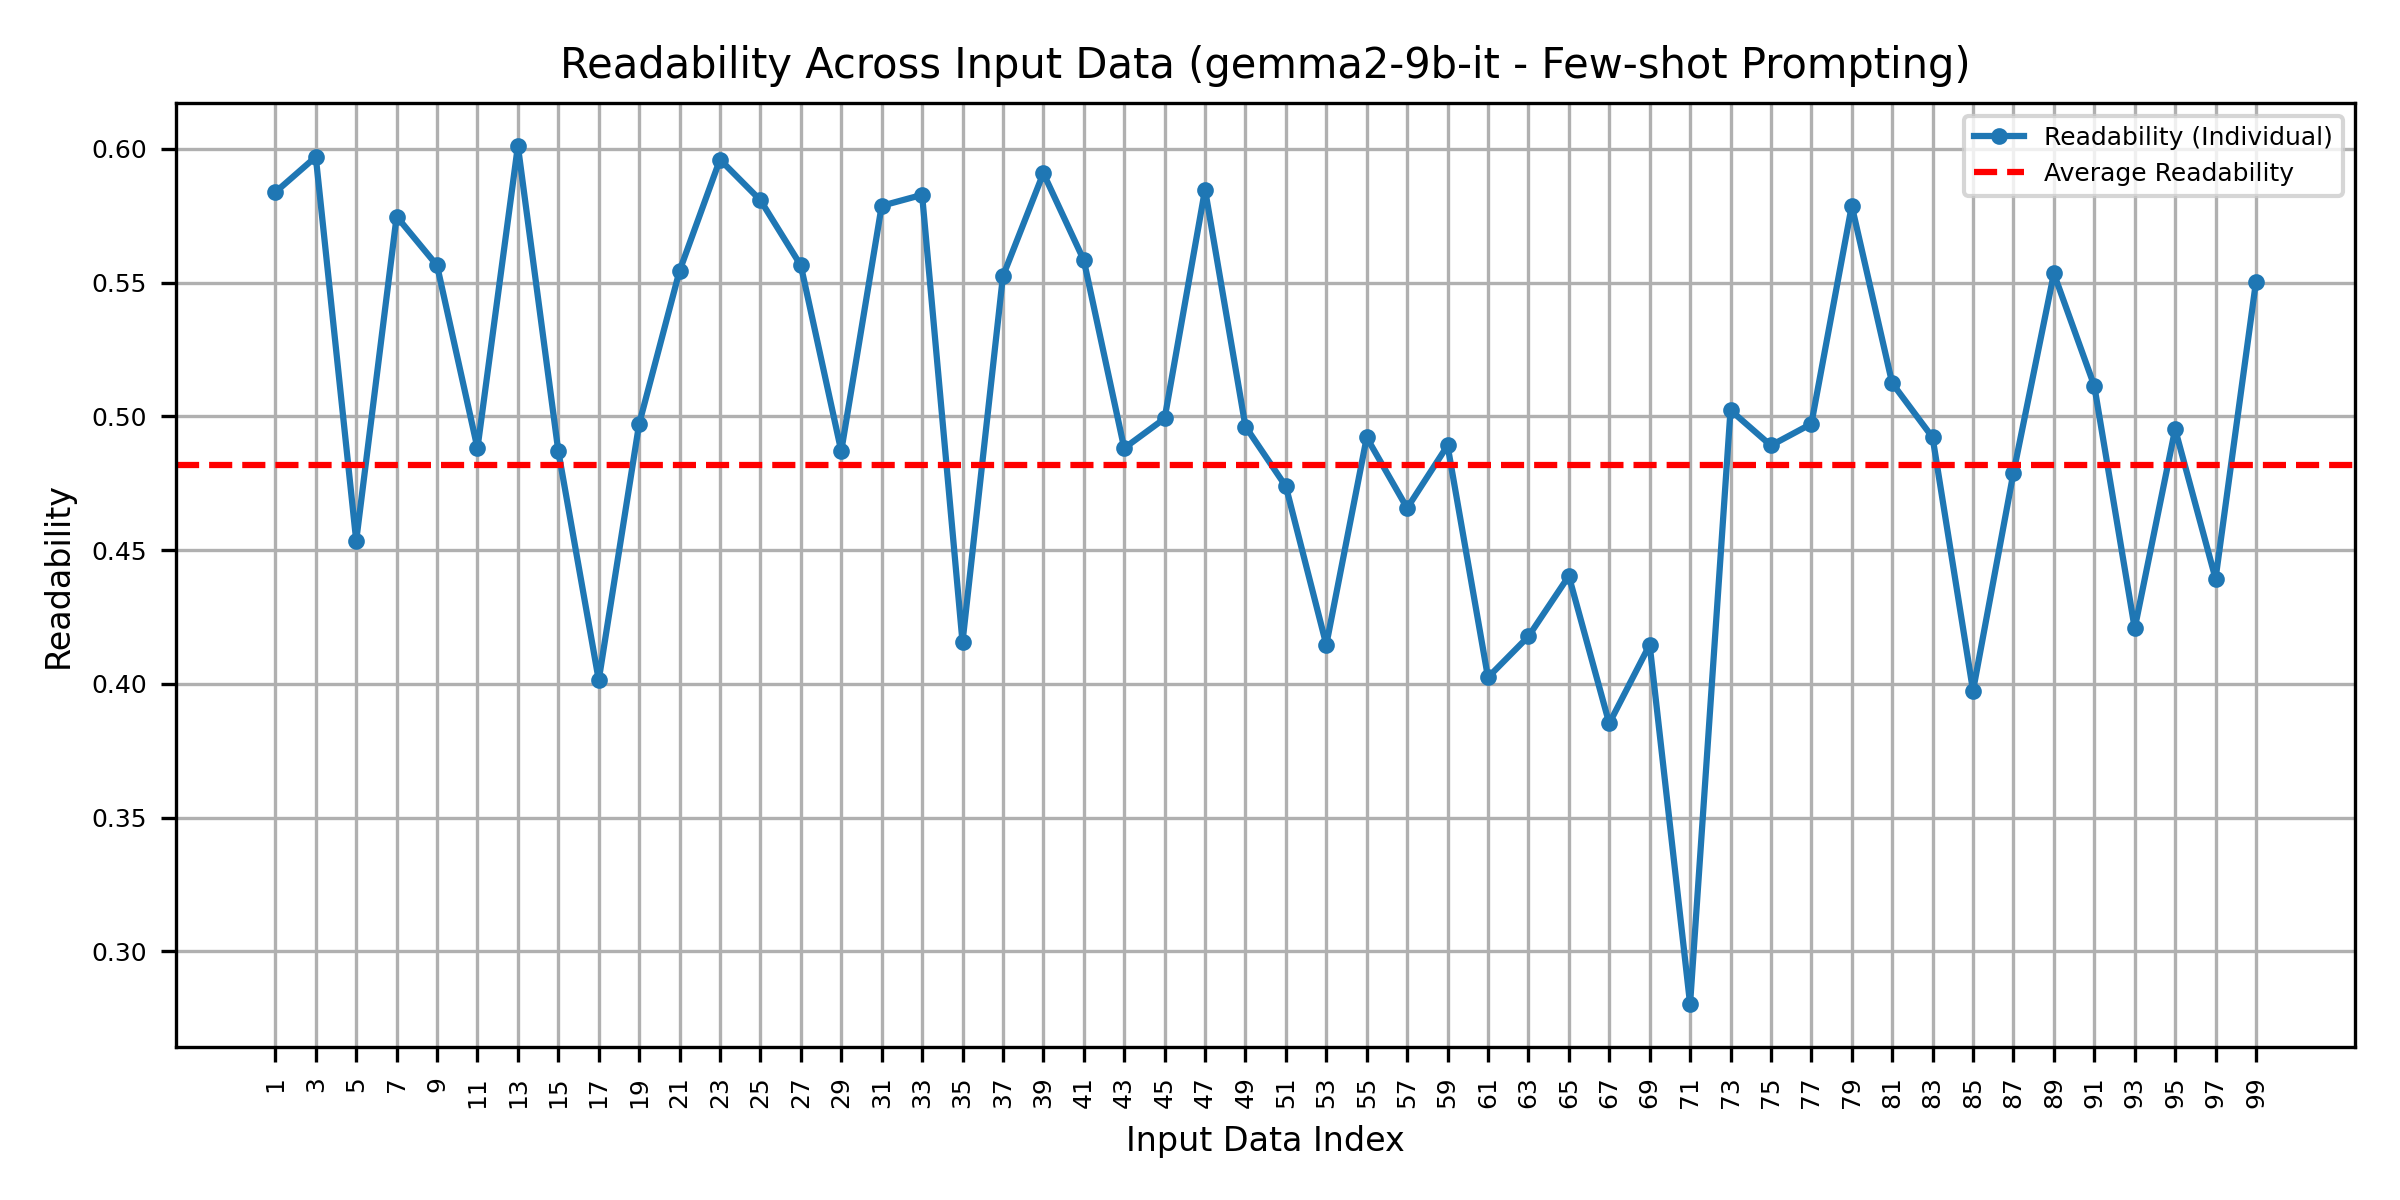 Readability Across Input Data (gemma2-9b-it - Few-shot Prompting)
Readability (Individual)
Average Readability
0.60
0.55
0.50
0.45
0.40
0.35
0.30
Readability
1 3 5 7 9 11 13 15 17 19 21 23 25 27 29 31 33 35 37 39 41 43 45 47 49 51 53 55 57 59 61 63 65 67 69 71 73 75 77 79 81 83 85 87 89 91 93 95 97 99
Input Data Index